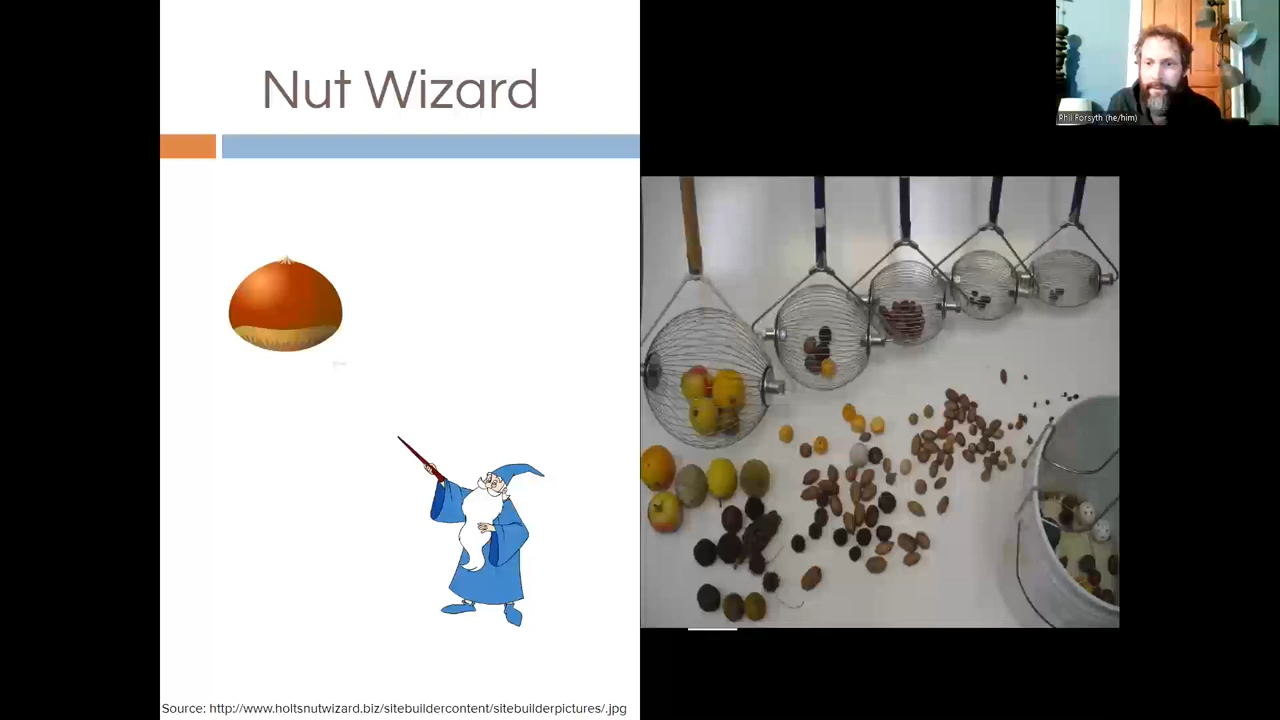 Nut Wizard
Phil Forsyth (he/him)
Source: http://www.holtsnutwizard.biz/sitebuildercontent/sitebuilderpictures/.jpg